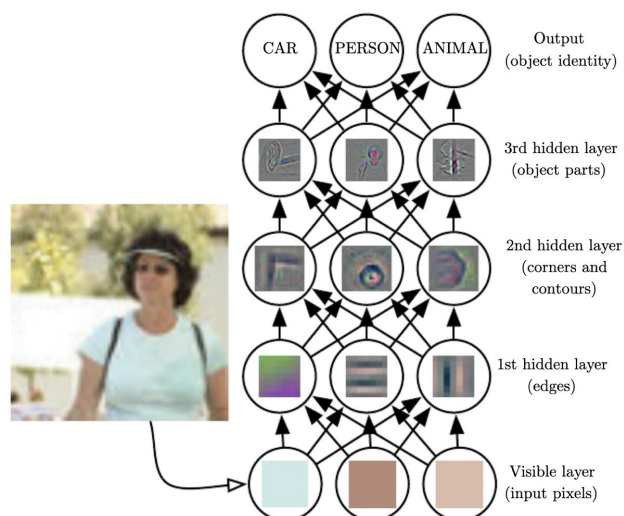 CAR
PERSON
ANIMAL
Output
(object identity)
3rd hidden layer
(object parts)
2nd hidden layer
(corners and
contours)
1st hidden layer
(edges)
Visible layer
(input pixels)